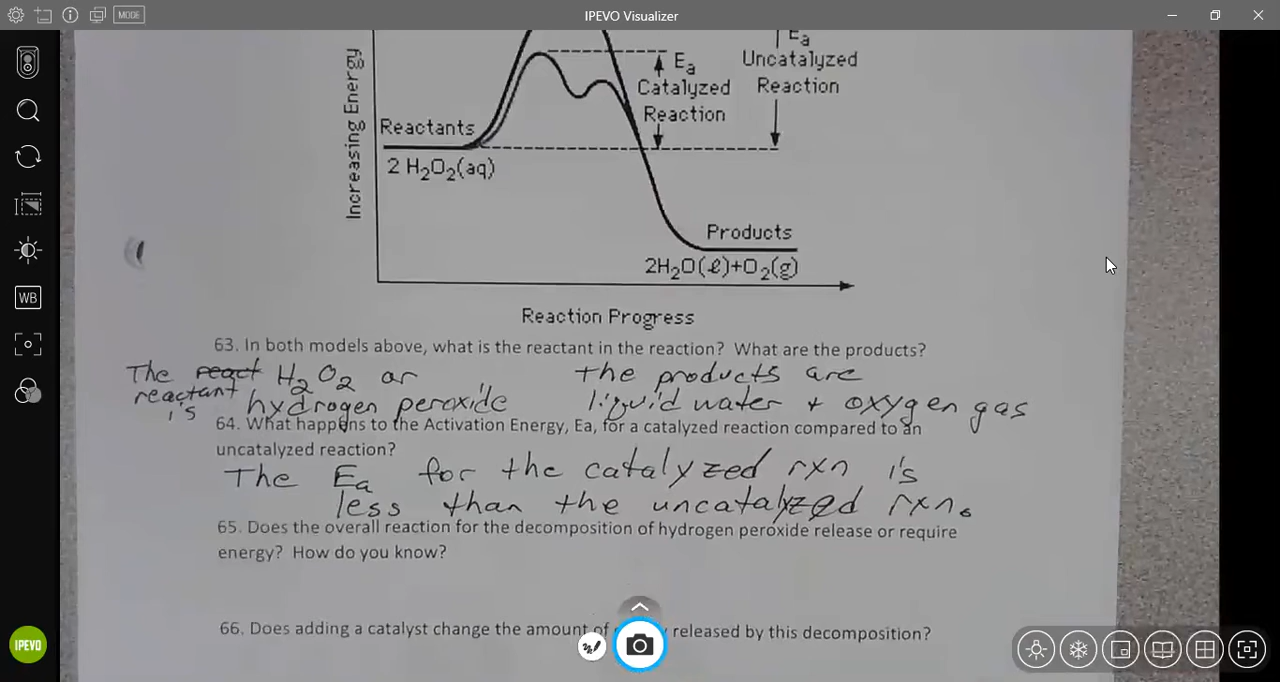 MODE
IPEVO Visualizer
Ea
Uncatalyzed
Reaction
Ea
Catalyzed
Reaction
Increasing Energy
Reactants
2 H₂O₂(aq)
Products
2H₂O(ℓ)+O₂(g)
Reaction Progress
WB
63. In both models above, what is the reactant in the reaction? What are the products?
The react H₂O₂ or the products are
reactant is hydrogen peroxide liquid water + oxygen gas
64. What happens to the Activation Energy, Ea, for a catalyzed reaction compared to an
uncatalyzed reaction?
The Ea for the catalyzed rxn is
less than the uncatalyzed rxn.
65. Does the overall reaction for the decomposition of hydrogen peroxide release or require
energy? How do you know?
66. Does adding a catalyst change the amount of released by this decomposition?
IPEVO